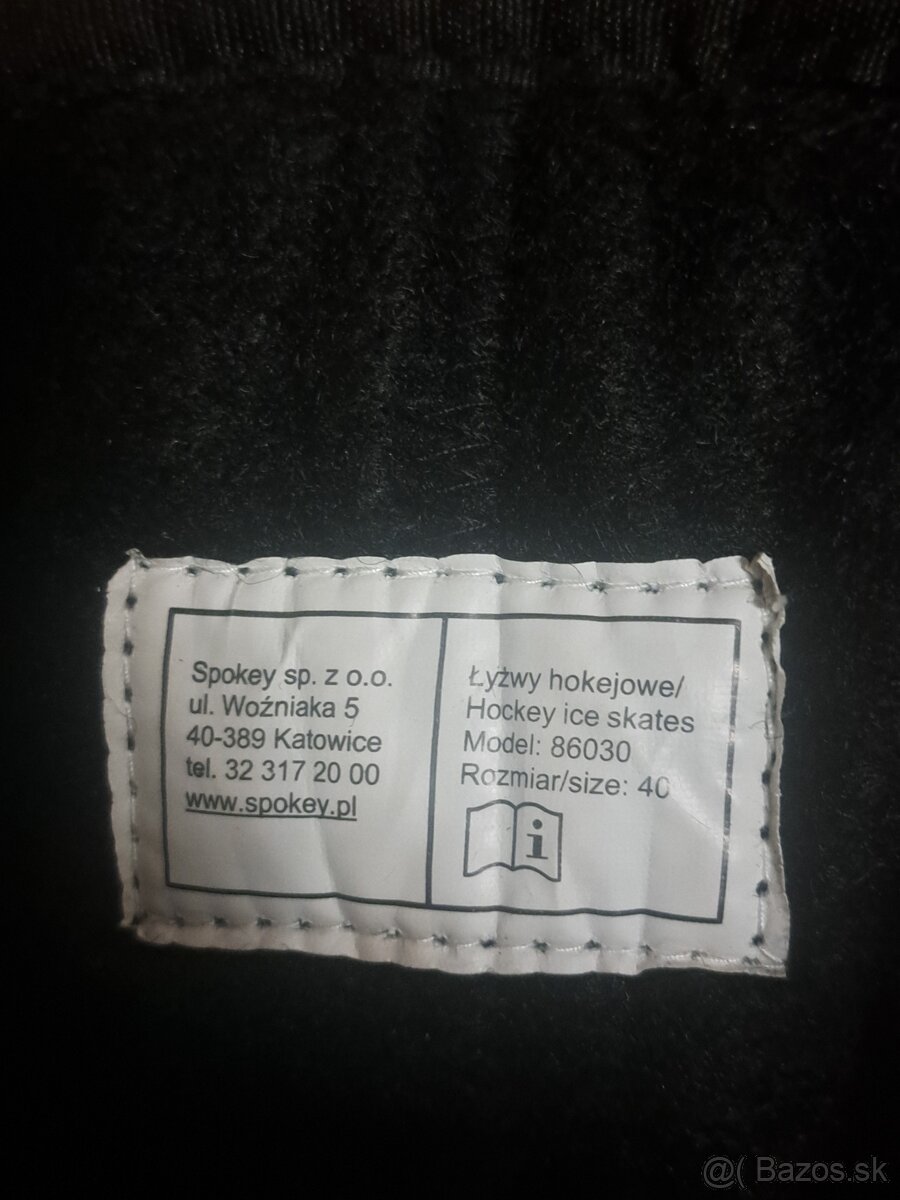 Spokey sp. z o.o.
ul. Woźniaka 5
40-389 Katowice
tel. 32 317 20 00
www.spokey.pl
Łyżwy hokejowe/
Hockey ice skates
Model: 86030
Rozmiar/size: 40
i
@( Bazos.sk